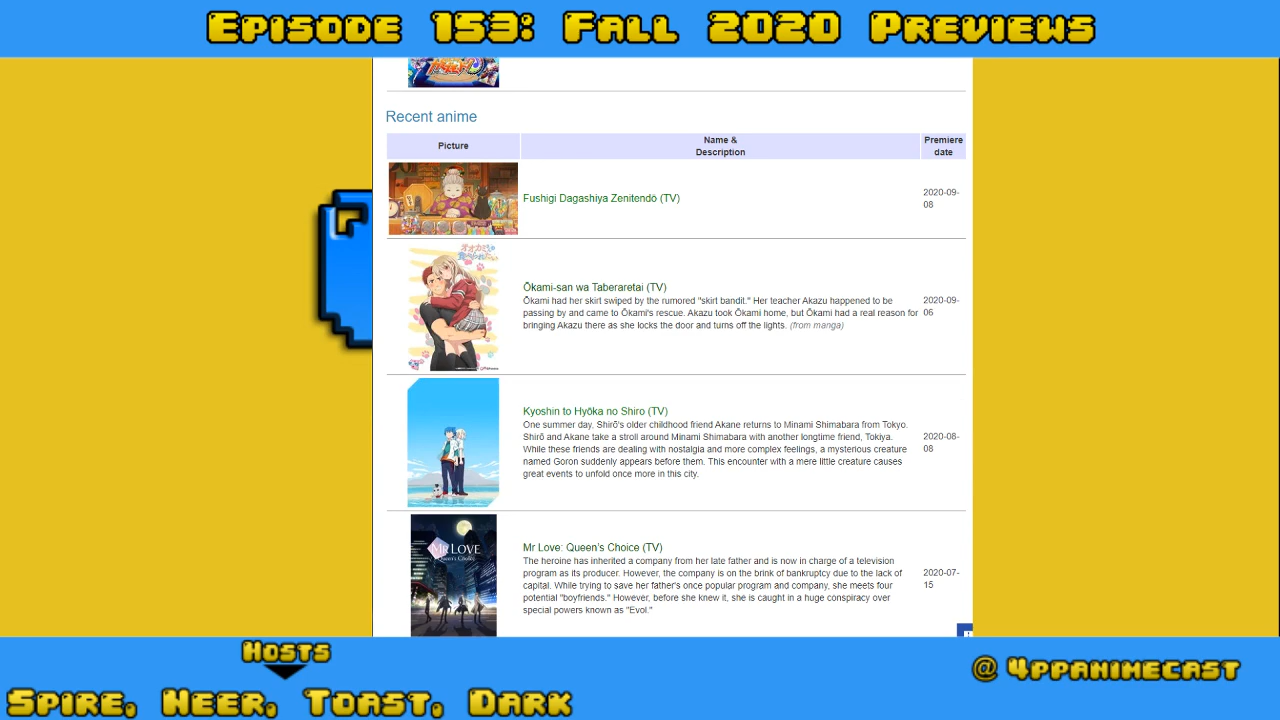 Episode 153: Fall 2020 Previews
Recent anime
Picture
Name &
Description
Premiere
date
Fushigi Dagashiya Zenitendō (TV)
2020-09-
08
Ōkami-san wa Taberaretai (TV)
Ōkami had her skirt swiped by the rumored "skirt bandit." Her teacher Akazu happened to be
passing by and came to Ōkami's rescue. Akazu took Ōkami home, but Ōkami had a real reason for
bringing Akazu there as she locks the door and turns off the lights. (from manga)
2020-09-
06
Kyoshin to Hyōka no Shiro (TV)
One summer day, Shirō's older childhood friend Akane returns to Minami Shimabara from Tokyo.
Shirō and Akane take a stroll around Minami Shimabara with another longtime friend, Tokiya.
While these friends are dealing with nostalgia and more complex feelings, a mysterious creature
named Goron suddenly appears before them. This encounter with a mere little creature causes
great events to unfold once more in this city.
2020-08-
08
MR LOVE
Queen's Choice
Mr Love: Queen's Choice (TV)
The heroine has inherited a company from her late father and is now in charge of a television
program as its producer. However, the company is on the brink of bankruptcy due to the lack of
capital. While trying to save her father's once popular program and company, she meets four
potential "boyfriends." However, before she knew it, she is caught in a huge conspiracy over
special powers known as "Evol."
2020-07-
15
Hosts
Spire, Neer, Toast, Dark
@ 4ppanimecast